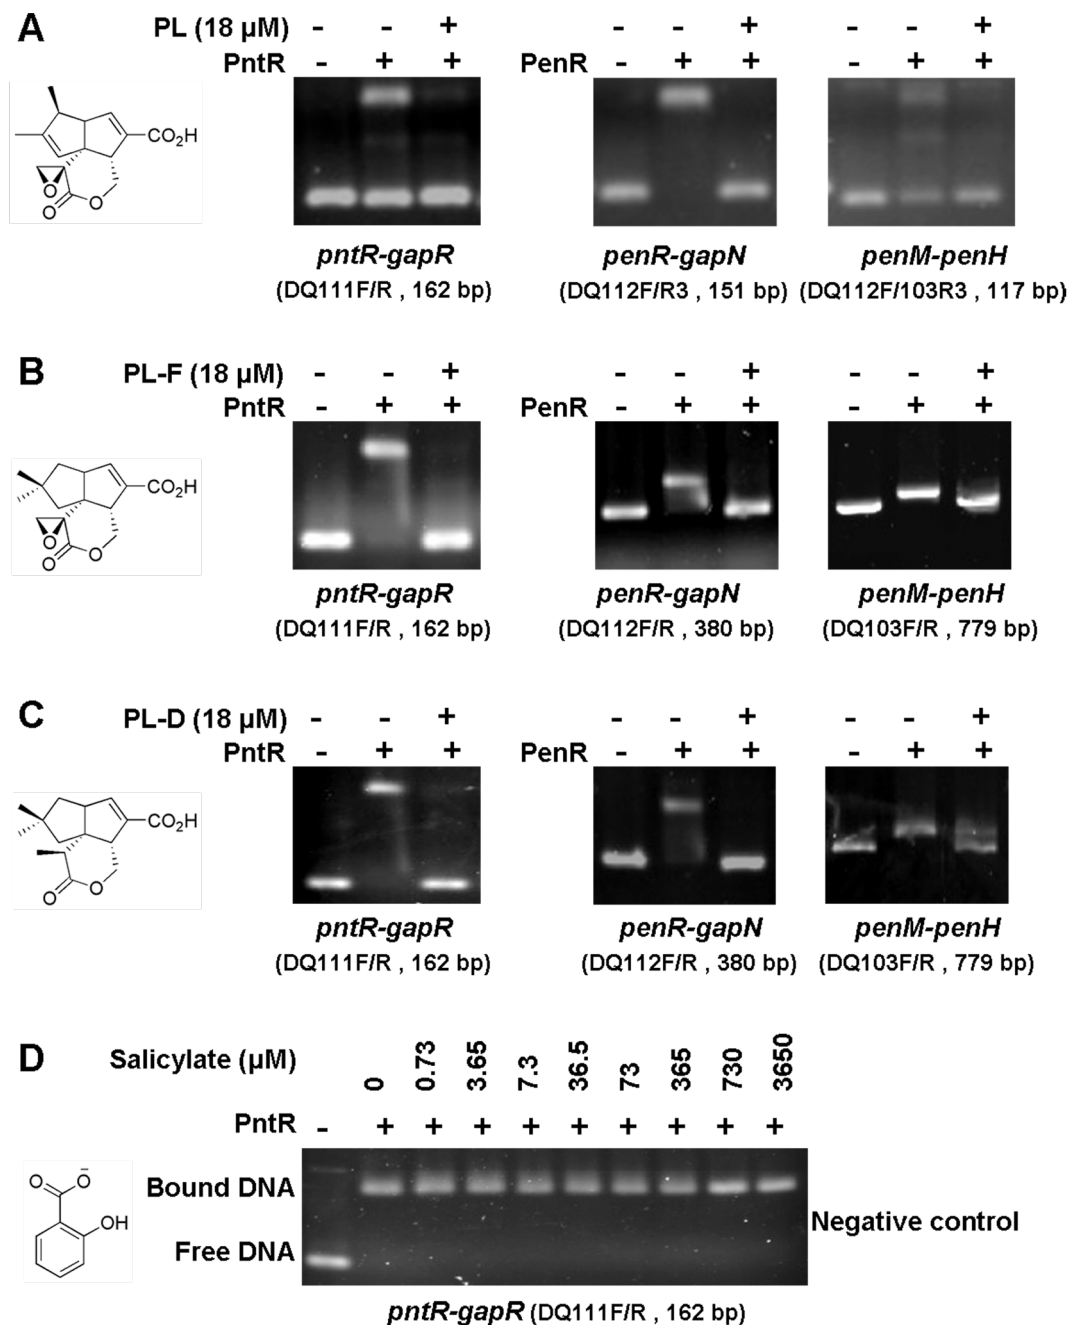 A
PL (18 µM) - - + - - + - - +
PntR - + + PenR - + + - + +
CO₂H
O
O
O
pntR-gapR penR-gapN penM-penH
(DQ111F/R , 162 bp) (DQ112F/R3 , 151 bp) (DQ112F/103R3 , 117 bp)
B
PL-F (18 µM) - - + - - + - - +
PntR - + + PenR - + + - + +
CO₂H
O
O
O
pntR-gapR penR-gapN penM-penH
(DQ111F/R , 162 bp) (DQ112F/R , 380 bp) (DQ103F/R , 779 bp)
C
PL-D (18 µM) - - + - - + - - +
PntR - + + PenR - + + - + +
CO₂H
O
O
pntR-gapR penR-gapN penM-penH
(DQ111F/R , 162 bp) (DQ112F/R , 380 bp) (DQ103F/R , 779 bp)
D
Salicylate (µM) 0 0.73 3.65 7.3 36.5 73 365 730 3650
PntR - + + + + + + + + +
O O⁻
OH
Bound DNA
Negative control
Free DNA
pntR-gapR (DQ111F/R , 162 bp)